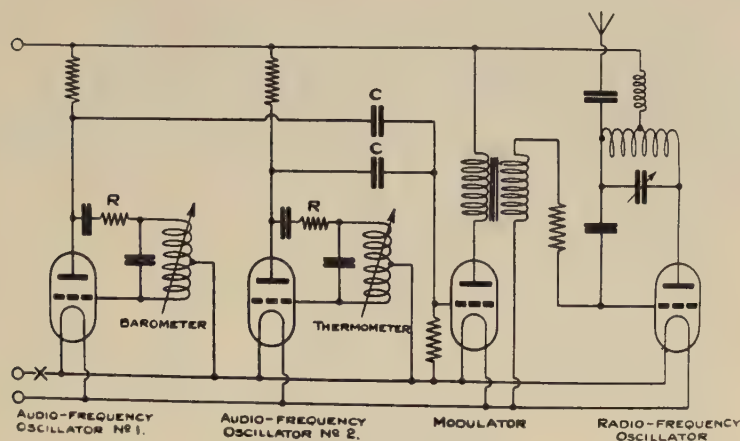 C
C
R
R
BAROMETER
THERMOMETER
AUDIO-FREQUENCY
OSCILLATOR Nº 1.
AUDIO-FREQUENCY
OSCILLATOR Nº 2.
MODULATOR
RADIO-FREQUENCY
OSCILLATOR